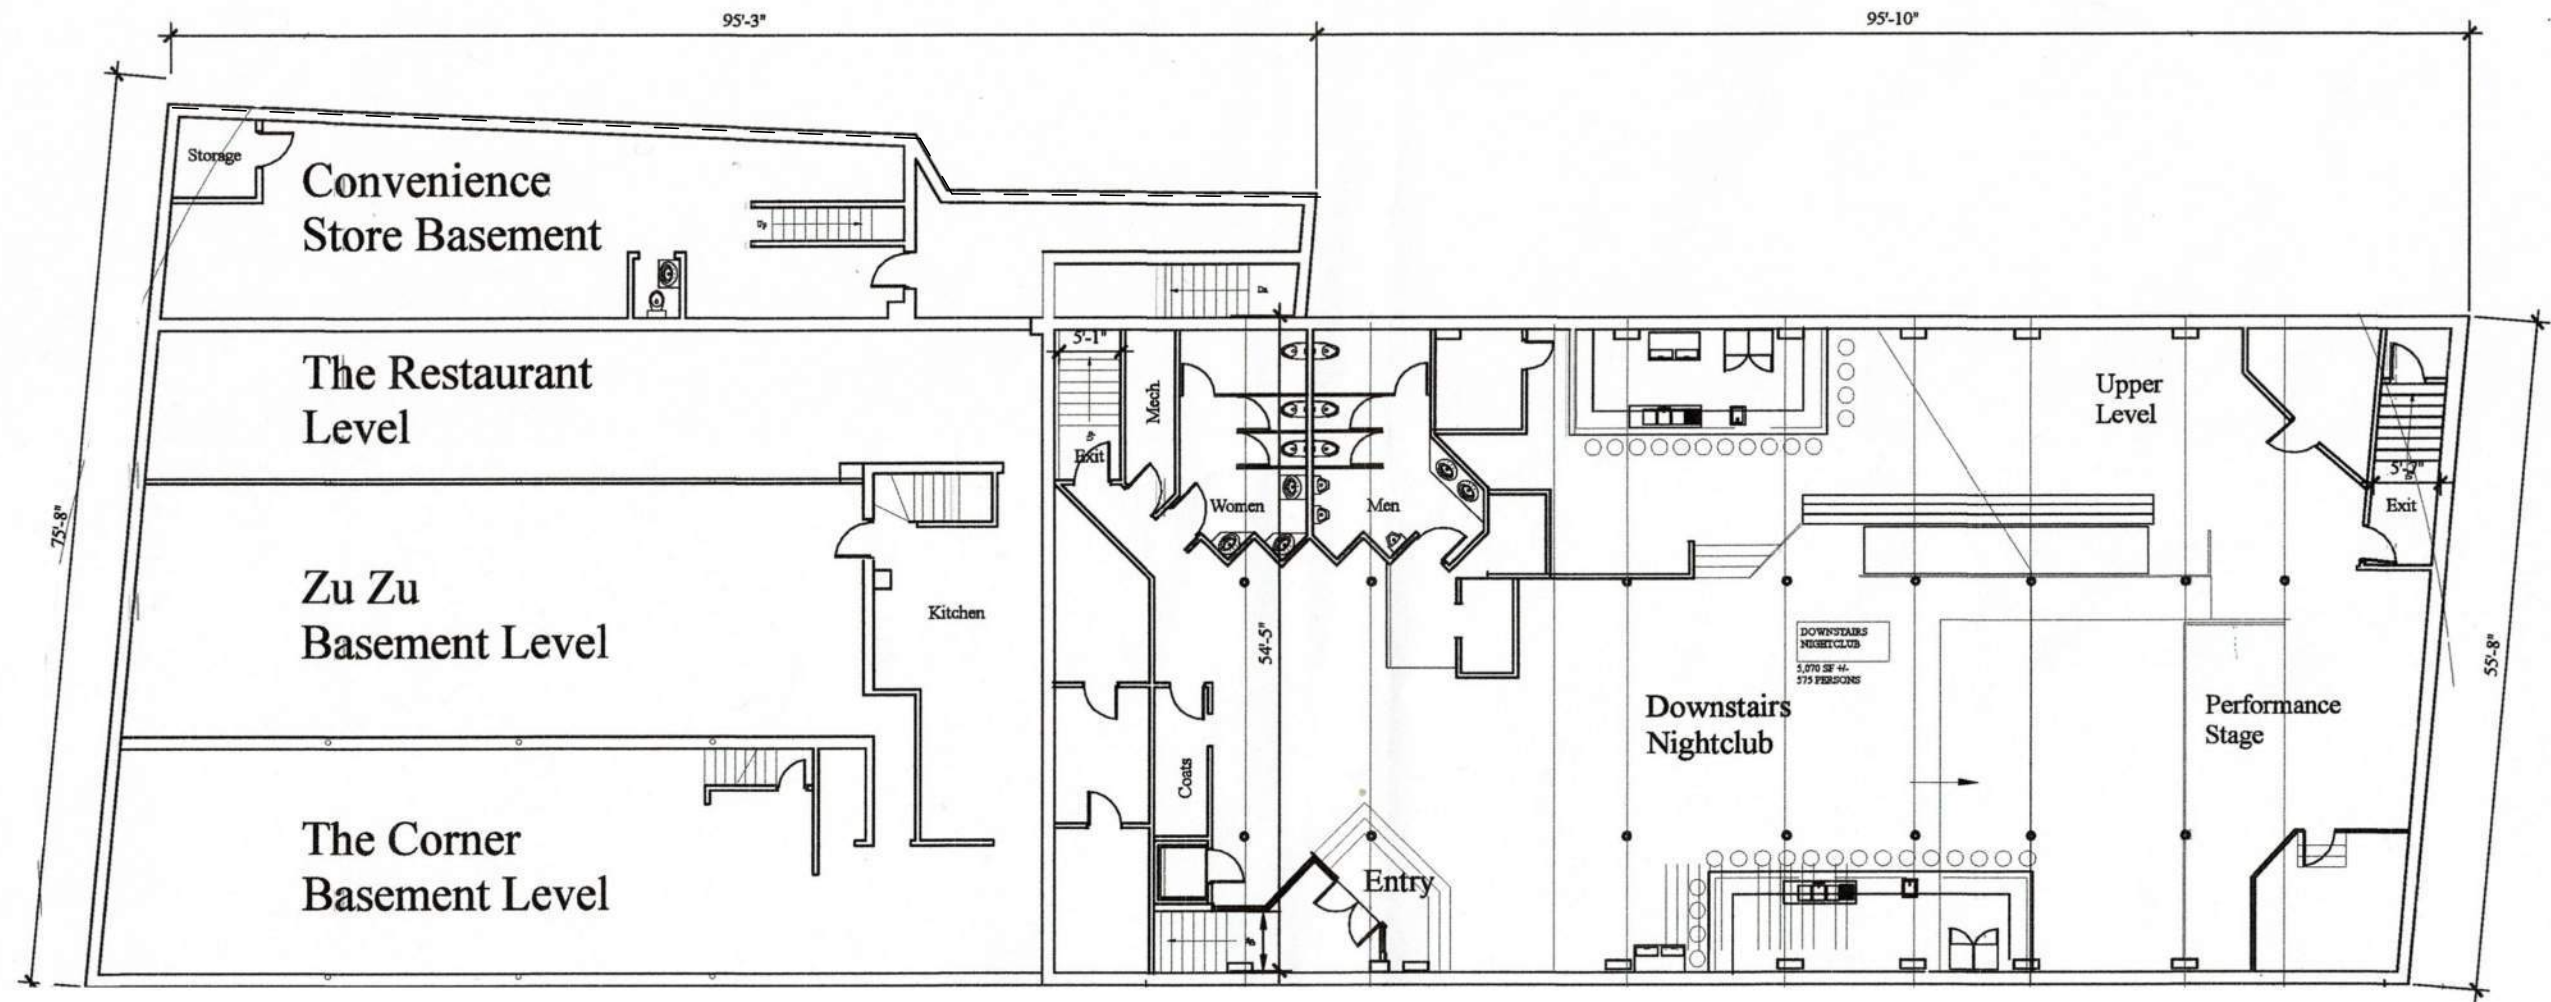 95'-3"
95'-10"
Storage
Convenience
Store Basement
Up
The Restaurant
Level
5'-1"
Mech.
Up
Exit
Upper
Level
5'-7"
Exit
Women
Men
75'-8"
Zu Zu
Basement Level
Kitchen
54'-5"
DOWNSTAIRS
NIGHTCLUB
5,070 SF +/-
575 PERSONS
55'-8"
Downstairs
Nightclub
Performance
Stage
Coats
The Corner
Basement Level
Entry